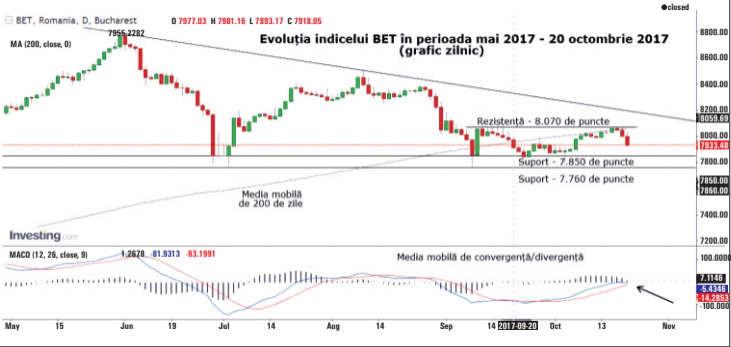 closed
BET, Romania, D, Bucharest O 7977.03 H 7981.16 L 7893.17 C 7918.05
MA (200, close, 0)
7955.2282
Evoluția indicelui BET în perioada mai 2017 - 20 octombrie 2017
(grafic zilnic)
8800.00
8600.00
8400.00
8200.00
8059.69
8000.00
7933.48
7800.00
7850.00
7860.00
7400.00
7200.00
Rezistență - 8.070 de puncte
Suport - 7.850 de puncte
Suport - 7.760 de puncte
Media mobilă
de 200 de zile
Investing.com
MACD (12, 26, close, 9) 1.2678 -81.9313 -83.1991
Media mobilă de convergență/divergență
100.0000
7.1146
-5.4346
-14.2853
-100.000
May 15 Jun 19 Jul 14 Aug 14 Sep 14 2017-09-20 Oct 13 Nov